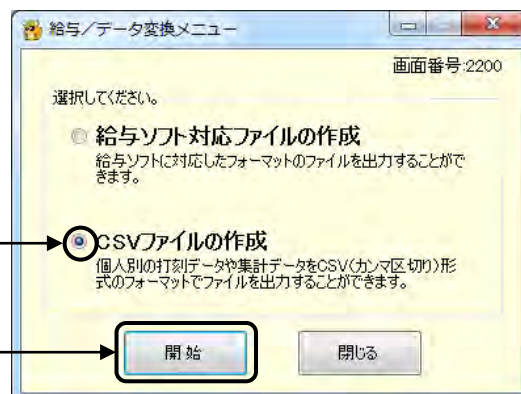 給与/データ変換メニュー
画面番号:2200
選択してください。
給与ソフト対応ファイルの作成
給与ソフトに対応したフォーマットのファイルを出力することがで
きます。
CSVファイルの作成
個人別の打刻データや集計データをCSV(カンマ区切り)形
式のフォーマットでファイルを出力することができます。
開始
閉じる